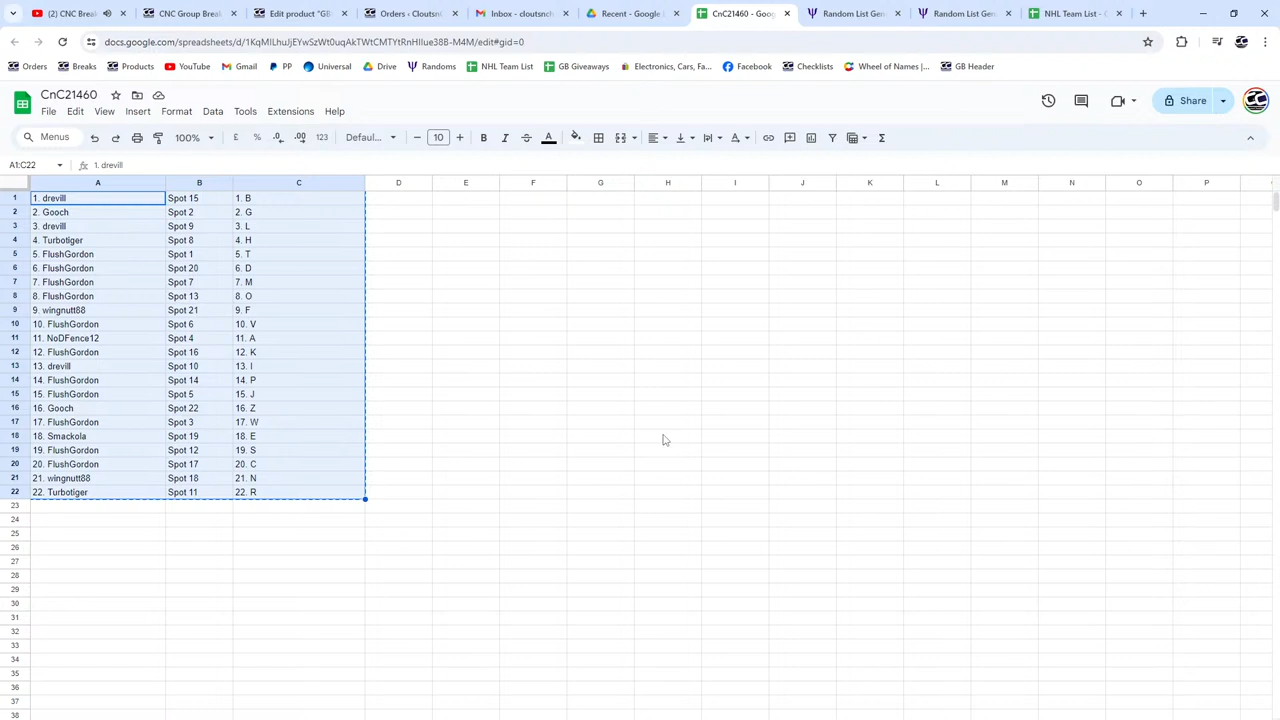 (1) CNC Break
CNC Group Break
Edit product "GB
Orders ‹ Cloutsn
Inbox - cloutsncl
Recent - Google
CnC21460 - Goog
Random List Gen
Random List Gen
NHL Team List -
docs.google.com/spreadsheets/d/1KqMILhuJjEYwSzWt0uqAkTWtCMTYtRnHIIue38B-M4M/edit#gid=0
Orders Breaks Products YouTube Gmail PP Universal Drive Randoms NHL Team List GB Giveaways Electronics, Cars, Fa... Facebook Checklists Wheel of Names |... GB Header
CnC21460
Share
File Edit View Insert Format Data Tools Extensions Help
Menus 100% £ % .0 .00 123 Defaul... 10 B I A
A1:C22 fx 1. drevill
A B C D E F G H I J K L M N O P
1 1. drevill Spot 15 1. B
2 2. Gooch Spot 2 2. G
3 3. drevill Spot 9 3. L
4 4. Turbotiger Spot 8 4. H
5 5. FlushGordon Spot 1 5. T
6 6. FlushGordon Spot 20 6. D
7 7. FlushGordon Spot 7 7. M
8 8. FlushGordon Spot 13 8. O
9 9. wingnutt88 Spot 21 9. F
10 10. FlushGordon Spot 6 10. V
11 11. NoDFence12 Spot 4 11. A
12 12. FlushGordon Spot 16 12. K
13 13. drevill Spot 10 13. I
14 14. FlushGordon Spot 14 14. P
15 15. FlushGordon Spot 5 15. J
16 16. Gooch Spot 22 16. Z
17 17. FlushGordon Spot 3 17. W
18 18. Smackola Spot 19 18. E
19 19. FlushGordon Spot 12 19. S
20 20. FlushGordon Spot 17 20. C
21 21. wingnutt88 Spot 18 21. N
22 22. Turbotiger Spot 11 22. R
23
24
25
26
27
28
29
30
31
32
33
34
35
36
37
38